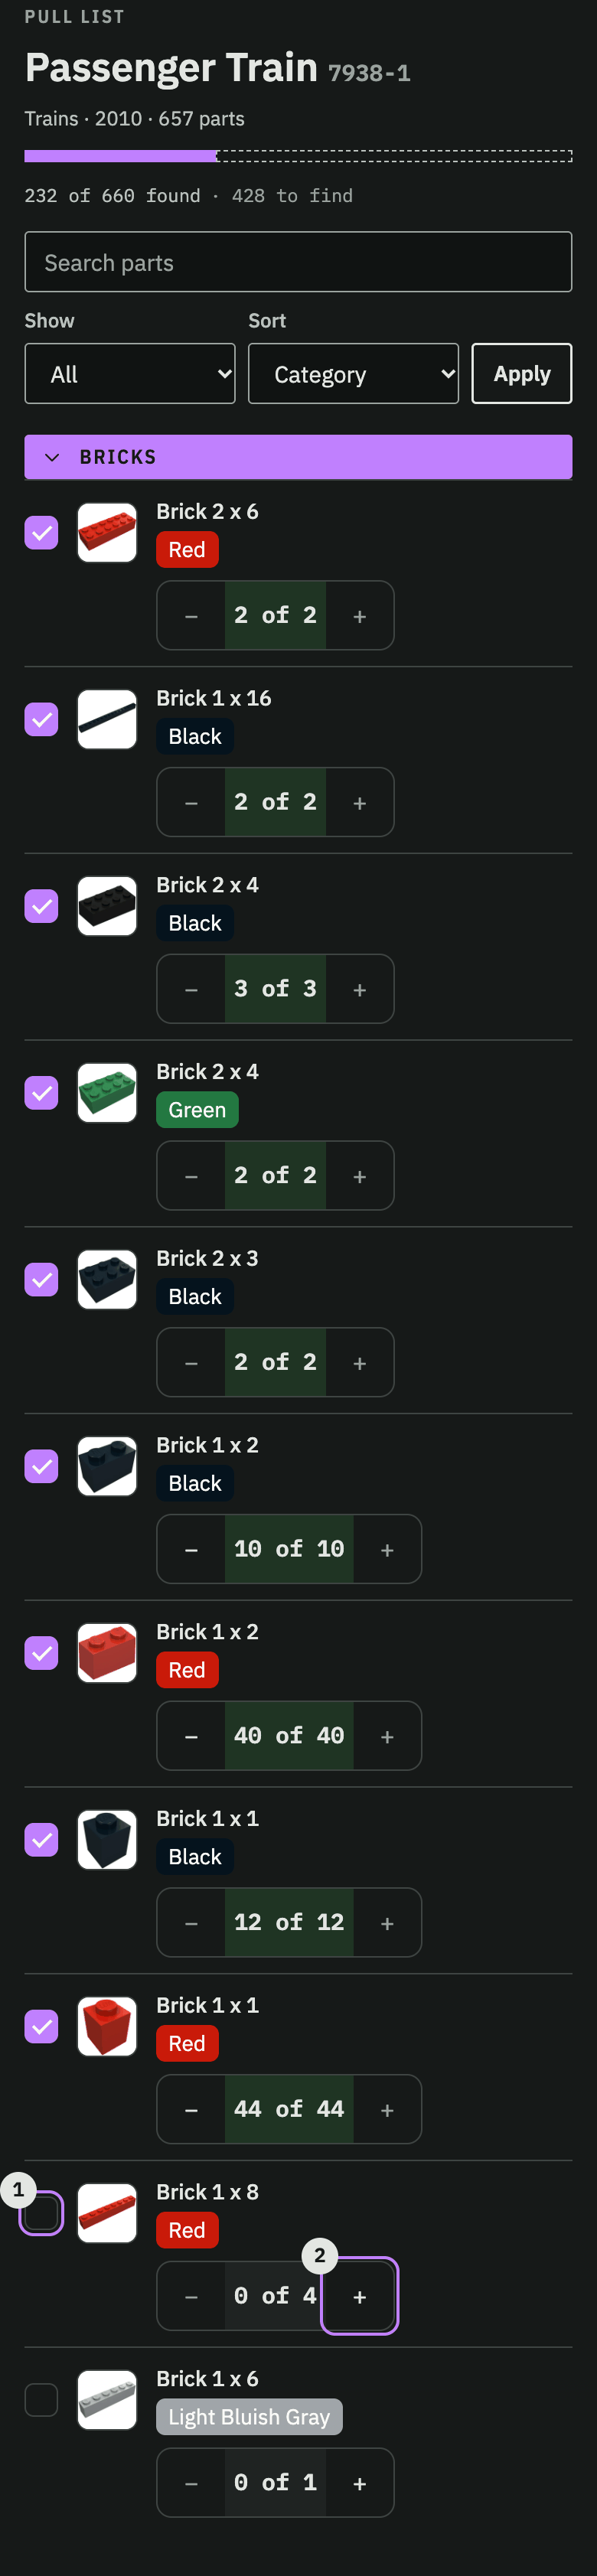 PULL LIST
Passenger Train 7938-1
Trains · 2010 · 657 parts
232 of 660 found · 428 to find
Search parts
Show Sort
All Category Apply
BRICKS
Brick 2 x 6
Red
− 2 of 2 +
Brick 1 x 16
Black
− 2 of 2 +
Brick 2 x 4
Black
− 3 of 3 +
Brick 2 x 4
Green
− 2 of 2 +
Brick 2 x 3
Black
− 2 of 2 +
Brick 1 x 2
Black
− 10 of 10 +
Brick 1 x 2
Red
− 40 of 40 +
Brick 1 x 1
Black
− 12 of 12 +
Brick 1 x 1
Red
− 44 of 44 +
1
Brick 1 x 8
Red
2
− 0 of 4 +
Brick 1 x 6
Light Bluish Gray
− 0 of 1 +